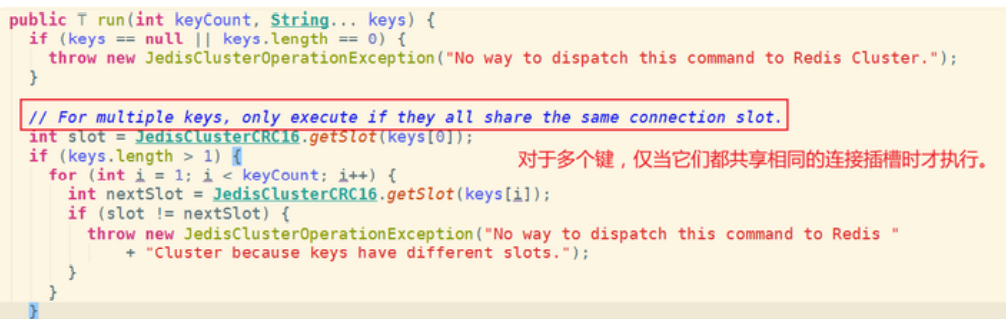 public T run(int keyCount, String... keys) {
if (keys == null || keys.length == 0) {
throw new JedisClusterOperationException("No way to dispatch this command to Redis Cluster.");
}
// For multiple keys, only execute if they all share the same connection slot.
int slot = JedisClusterCRC16.getSlot(keys[0]);
if (keys.length > 1) {
对于多个键，仅当它们都共享相同的连接插槽时才执行。
for (int i = 1; i < keyCount; i++) {
int nextSlot = JedisClusterCRC16.getSlot(keys[i]);
if (slot != nextSlot) {
throw new JedisClusterOperationException("No way to dispatch this command to Redis "
+ "Cluster because keys have different slots.");
}
}
}